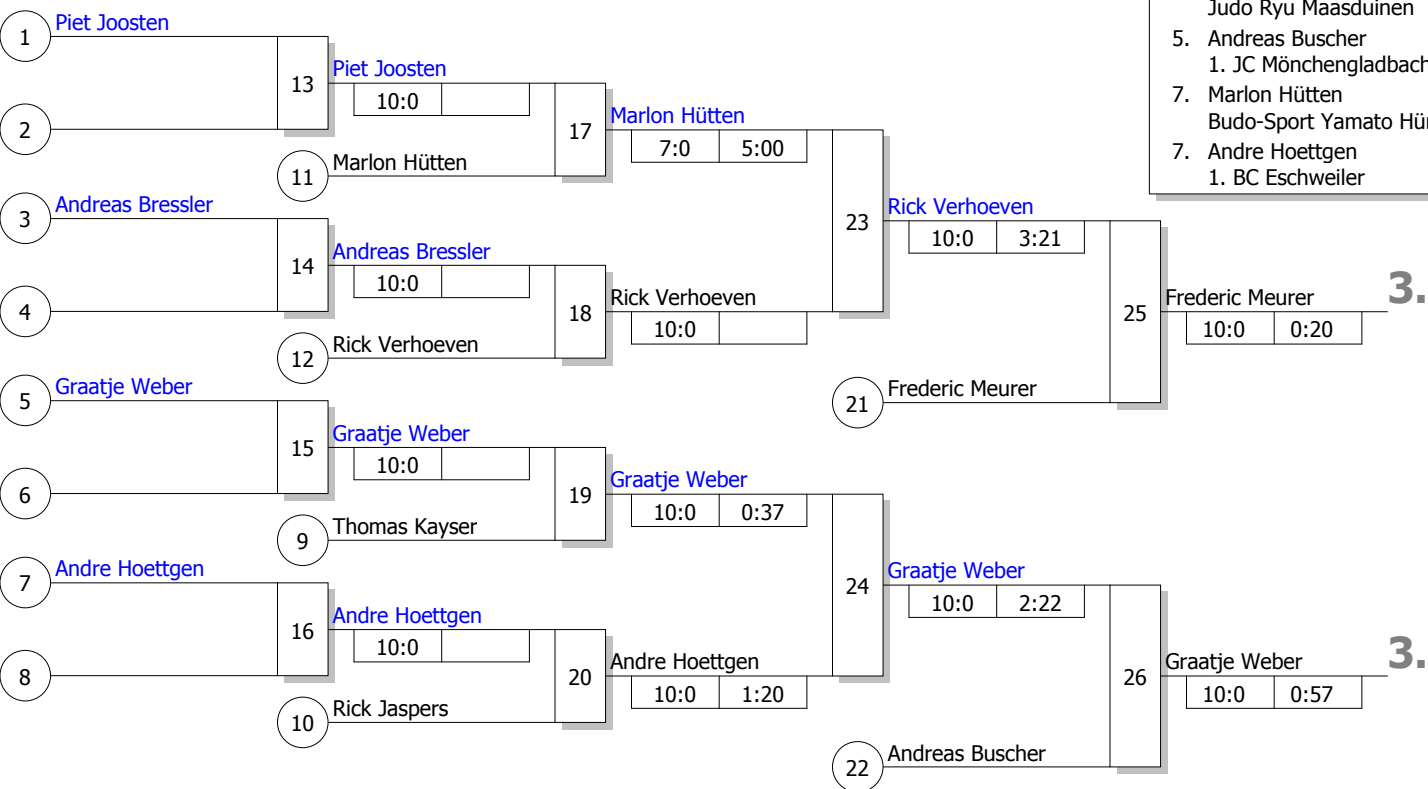 Judo Ryu Maasduinen
5. Andreas Buscher
1. JC Mönchengladbach
7. Marlon Hütten
Budo-Sport Yamato
7. Andre Hoettgen
1. BC Eschweiler
1 Piet Joosten
13 Piet Joosten
10:0
2
17 Marlon Hütten
7:0 5:00
11 Marlon Hütten
3 Andreas Bressler
23 Rick Verhoeven
10:0 3:21
14 Andreas Bressler
10:0
4
18 Rick Verhoeven
10:0
12 Rick Verhoeven
25 Frederic Meurer 3.
10:0 0:20
5 Graatje Weber
21 Frederic Meurer
15 Graatje Weber
10:0
6
19 Graatje Weber
10:0 0:37
9 Thomas Kayser
7 Andre Hoettgen
24 Graatje Weber
10:0 2:22
16 Andre Hoettgen
10:0
8
20 Andre Hoettgen
10:0 1:20
10 Rick Jaspers
26 Graatje Weber 3.
10:0 0:57
22 Andreas Buscher